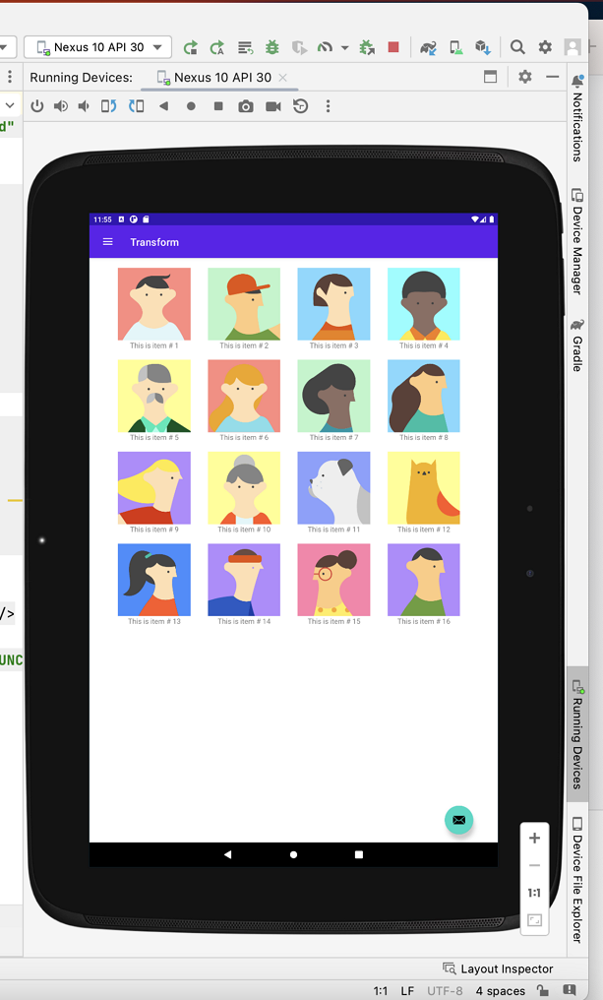 Nexus 10 API 30
Running Devices:
Nexus 10 API 30
Notifications
Device Manager
Gradle
Running Devices
Device File Explorer
d"
/>
UNC
11:55
Transform
This is item # 1
This is item # 2
This is item # 3
This is item # 4
This is item # 5
This is item # 6
This is item # 7
This is item # 8
This is item # 9
This is item # 10
This is item # 11
This is item # 12
This is item # 13
This is item # 14
This is item # 15
This is item # 16
1:1
Layout Inspector
1:1 LF UTF-8 4 spaces